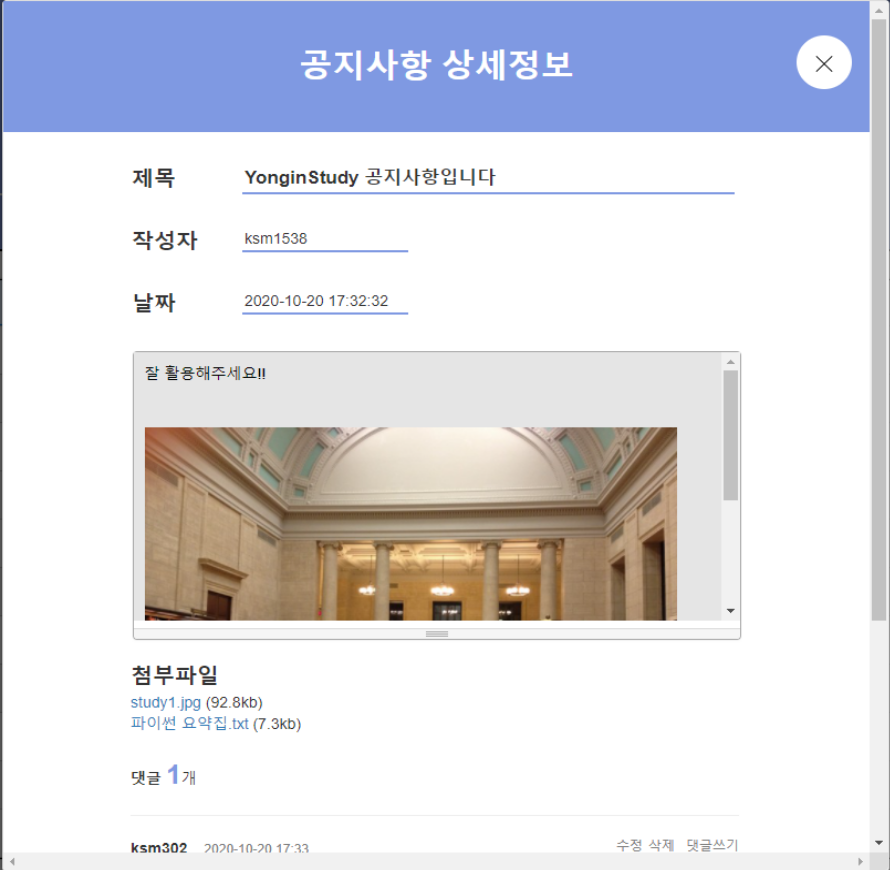 공지사항 상세정보
제목 YonginStudy 공지사항입니다
작성자 ksm1538
날짜 2020-10-20 17:32:32
잘 활용해주세요!!
첨부파일
study1.jpg (92.8kb)
파이썬 요약집.txt (7.3kb)
댓글 1개
ksm302 2020-10-20 17:33 수정 삭제 댓글쓰기